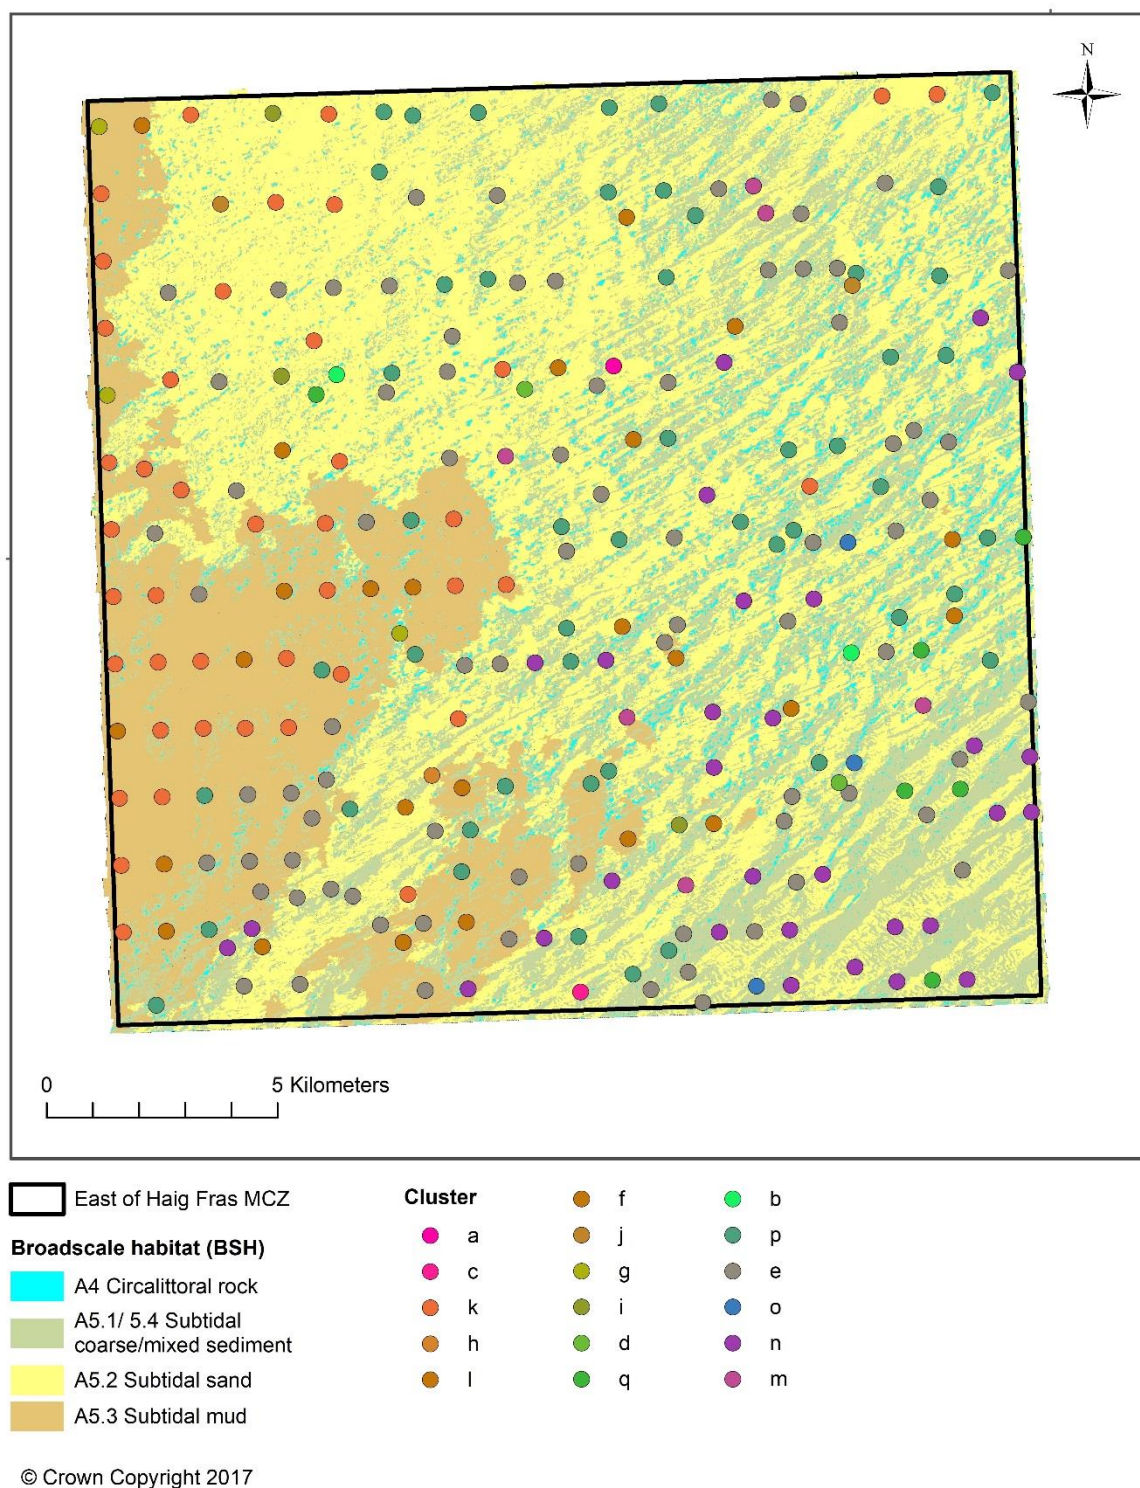 N
0 5 Kilometers
East of Haig Fras MCZ
Broadscale habitat (BSH)
A4 Circalittoral rock
A5.1/ 5.4 Subtidal
coarse/mixed sediment
A5.2 Subtidal sand
A5.3 Subtidal mud
Cluster
a
c
k
h
l
f
j
g
i
d
q
b
p
e
o
n
m
© Crown Copyright 2017